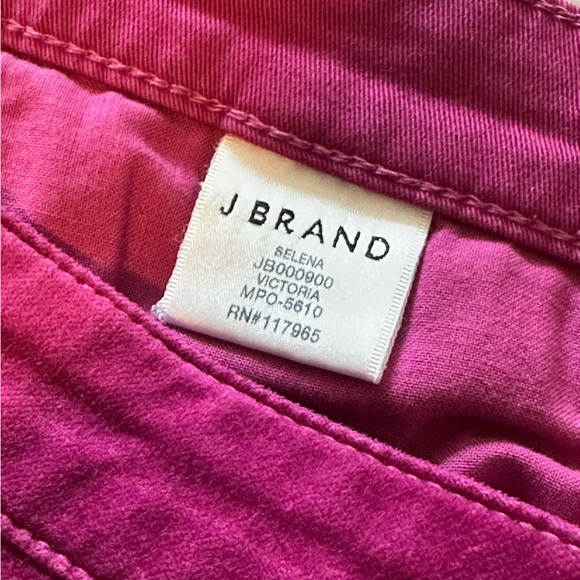 J BRAND
SELENA
JB000900
VICTORIA
MPO-5610
RN#117965